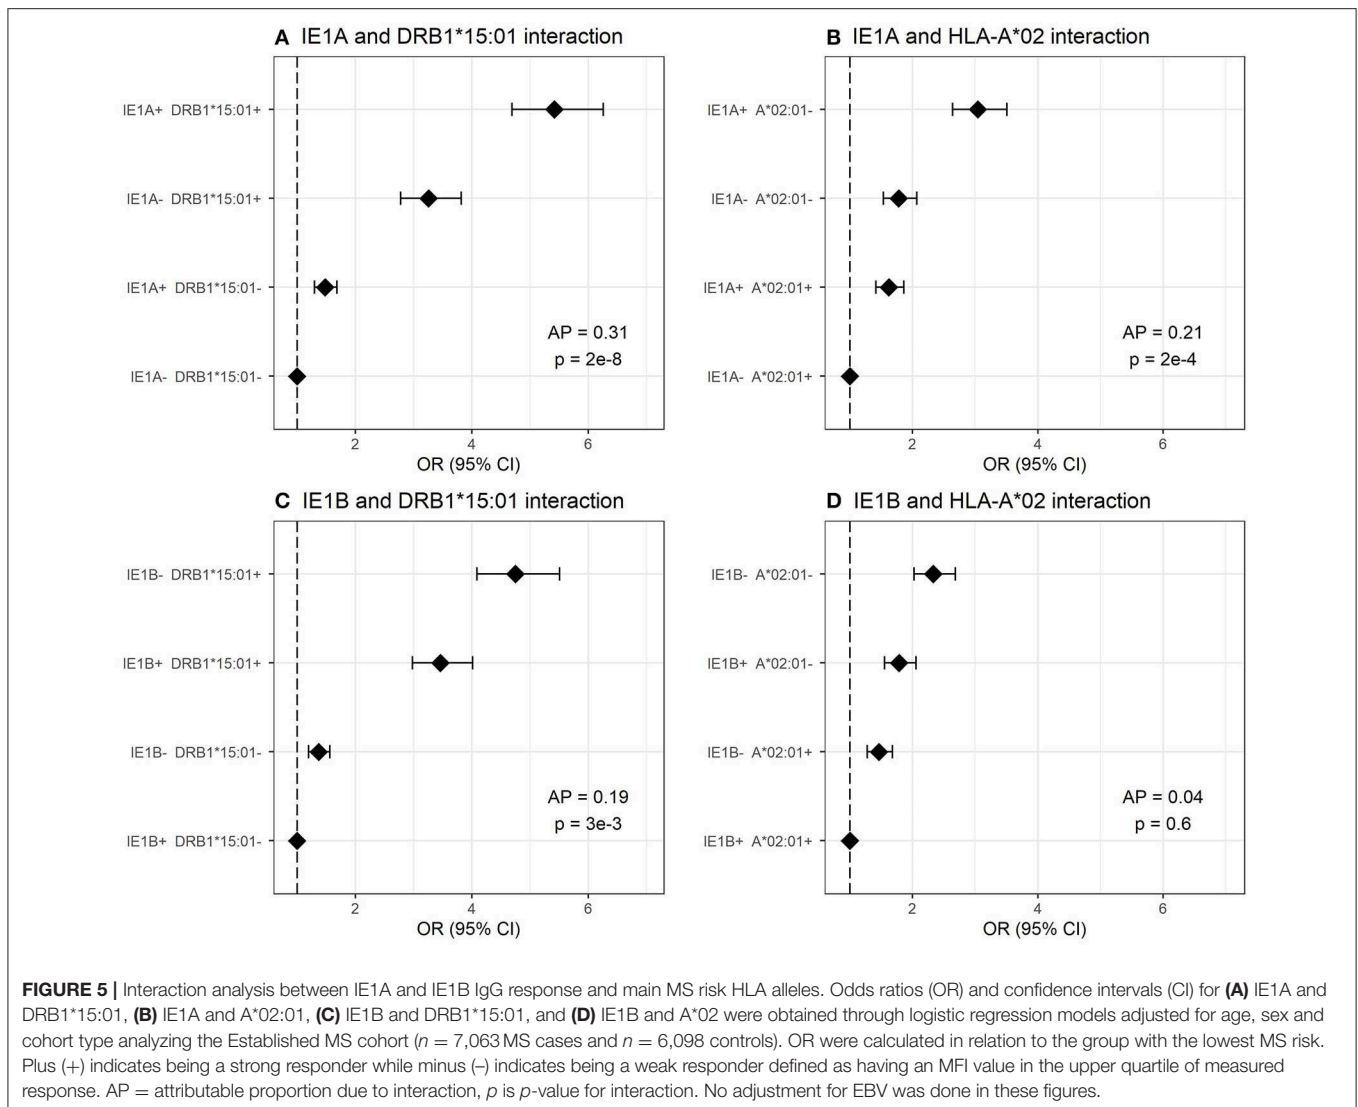 A IE1A and DRB1*15:01 interaction
IE1A+ DRB1*15:01+
IE1A- DRB1*15:01+
IE1A+ DRB1*15:01-
IE1A- DRB1*15:01-
AP = 0.31
p = 2e-8
2 4 6
OR (95% CI)
B IE1A and HLA-A*02 interaction
IE1A+ A*02:01-
IE1A- A*02:01-
IE1A+ A*02:01+
IE1A- A*02:01+
AP = 0.21
p = 2e-4
2 4 6
OR (95% CI)
C IE1B and DRB1*15:01 interaction
IE1B- DRB1*15:01+
IE1B+ DRB1*15:01+
IE1B- DRB1*15:01-
IE1B+ DRB1*15:01-
AP = 0.19
p = 3e-3
2 4 6
OR (95% CI)
D IE1B and HLA-A*02 interaction
IE1B- A*02:01-
IE1B+ A*02:01-
IE1B- A*02:01+
IE1B+ A*02:01+
AP = 0.04
p = 0.6
2 4 6
OR (95% CI)
FIGURE 5 | Interaction analysis between IE1A and IE1B IgG response and main MS risk HLA alleles. Odds ratios (OR) and confidence intervals (CI) for (A) IE1A and
DRB1*15:01, (B) IE1A and A*02:01, (C) IE1B and DRB1*15:01, and (D) IE1B and A*02 were obtained through logistic regression models adjusted for age, sex and
cohort type analyzing the Established MS cohort (n = 7,063 MS cases and n = 6,098 controls). OR were calculated in relation to the group with the lowest MS risk.
Plus (+) indicates being a strong responder while minus (–) indicates being a weak responder defined as having an MFI value in the upper quartile of measured
response. AP = attributable proportion due to interaction, p is p-value for interaction. No adjustment for EBV was done in these figures.